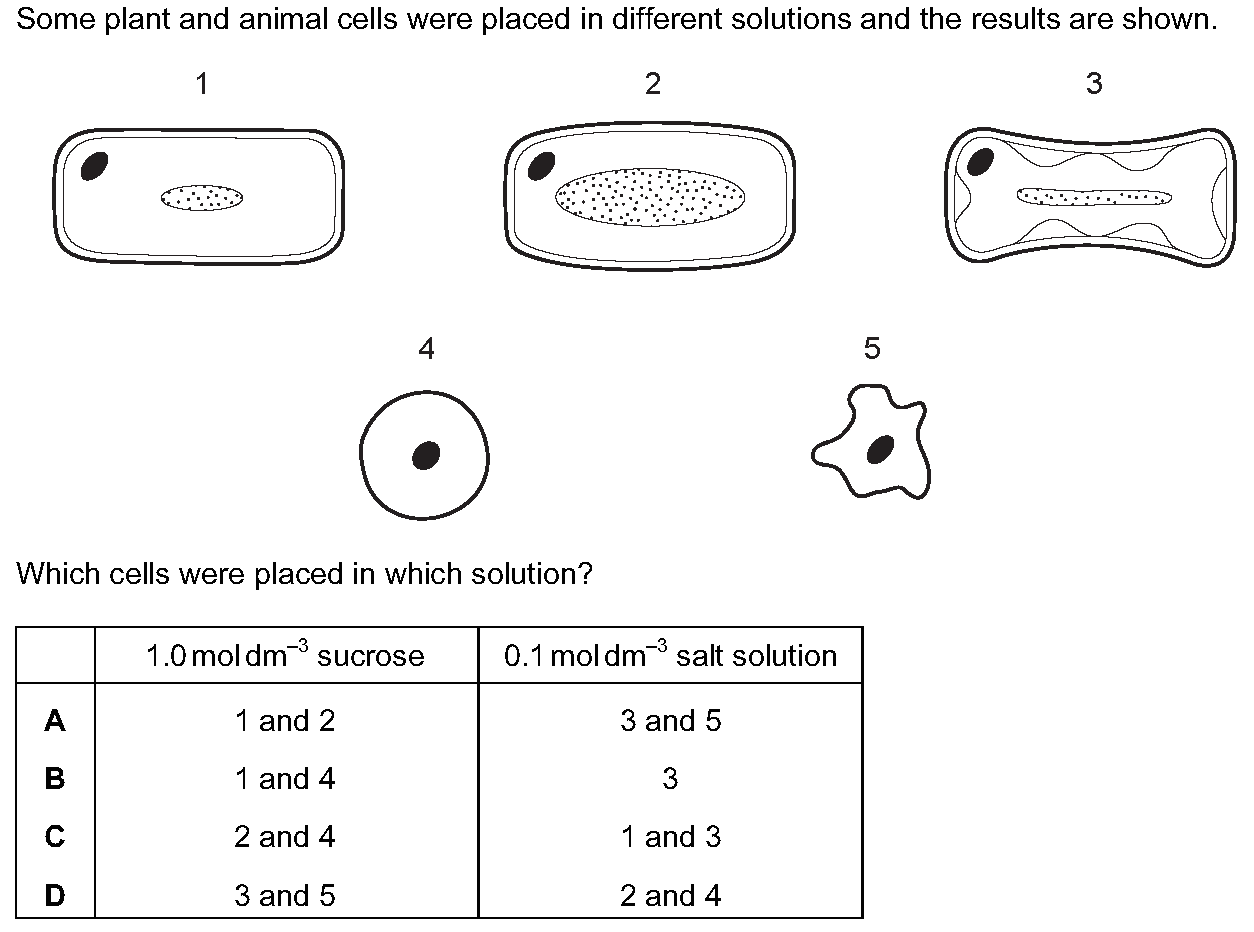 Some plant and animal cells were placed in different solutions and the results are shown.
1 2 3
4 5
Which cells were placed in which solution?
1.0 mol dm⁻³ sucrose 0.1 mol dm⁻³ salt solution
A 1 and 2 3 and 5
B 1 and 4 3
C 2 and 4 1 and 3
D 3 and 5 2 and 4